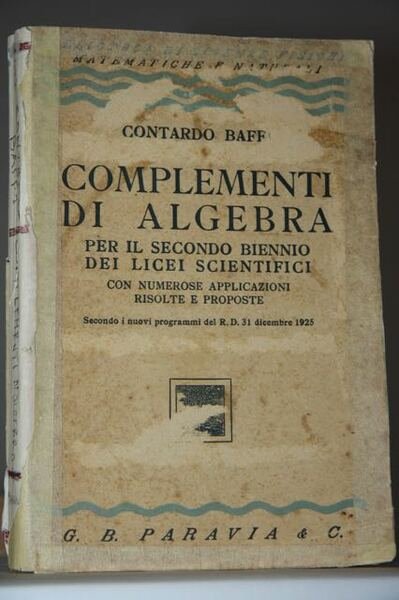 MATEMATICHE E NATURALI
CONTARDO BAFF
COMPLEMENTI
DI ALGEBRA
PER IL SECONDO BIENNIO
DEI LICEI SCIENTIFICI
CON NUMEROSE APPLICAZIONI
RISOLTE E PROPOSTE
Secondo i nuovi programmi del R. D. 31 dicembre 1925
G. B. PARAVIA & C.